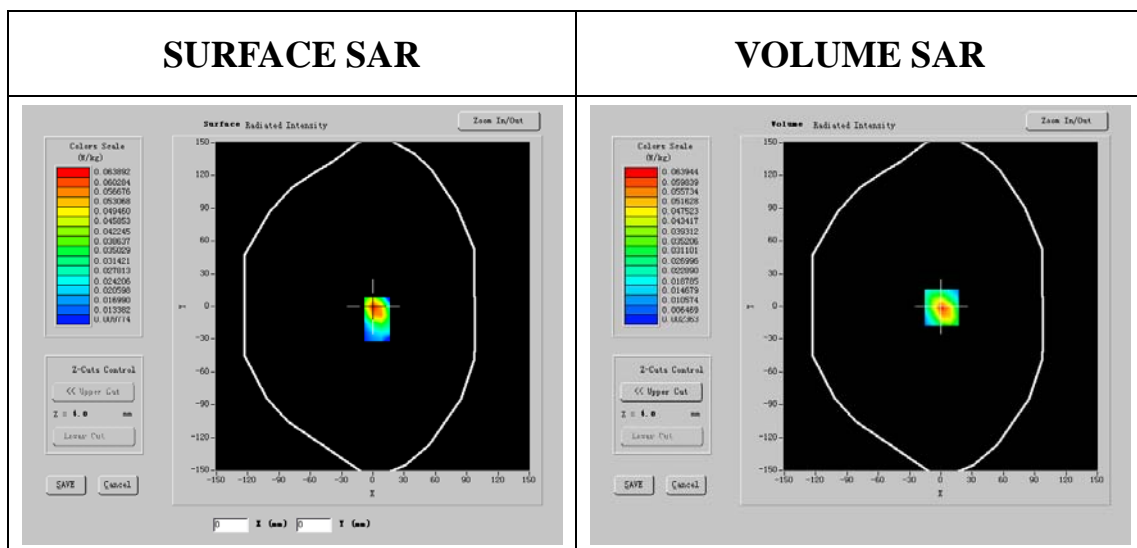 SURFACE SAR
VOLUME SAR
Surface Radiated Intensity
Zoom In/Out
Colors Scale
(W/kg)
0.063892
0.060284
0.056676
0.053068
0.049460
0.045853
0.042245
0.038637
0.035029
0.031421
0.027813
0.024206
0.020598
0.016990
0.013382
0.009774
Z-Cuts Control
<< Upper Cut
Z = 4.0 mm
Lower Cut
SAVE
Cancel
150
120
90
60
30
0
-30
-60
-90
-120
-150
Y
-150 -120 -90 -60 -30 0 30 60 90 120 150
X
0 X (mm) 0 Y (mm)
Volume Radiated Intensity
Zoom In/Out
Colors Scale
(W/kg)
0.063944
0.059839
0.055734
0.051628
0.047523
0.043417
0.039312
0.035206
0.031101
0.026996
0.022890
0.018785
0.014679
0.010574
0.006469
0.002363
Z-Cuts Control
<< Upper Cut
Z = 4.0 mm
Lower Cut
SAVE
Cancel
150
120
90
60
30
0
-30
-60
-90
-120
-150
Y
-150 -120 -90 -60 -30 0 30 60 90 120 150
X